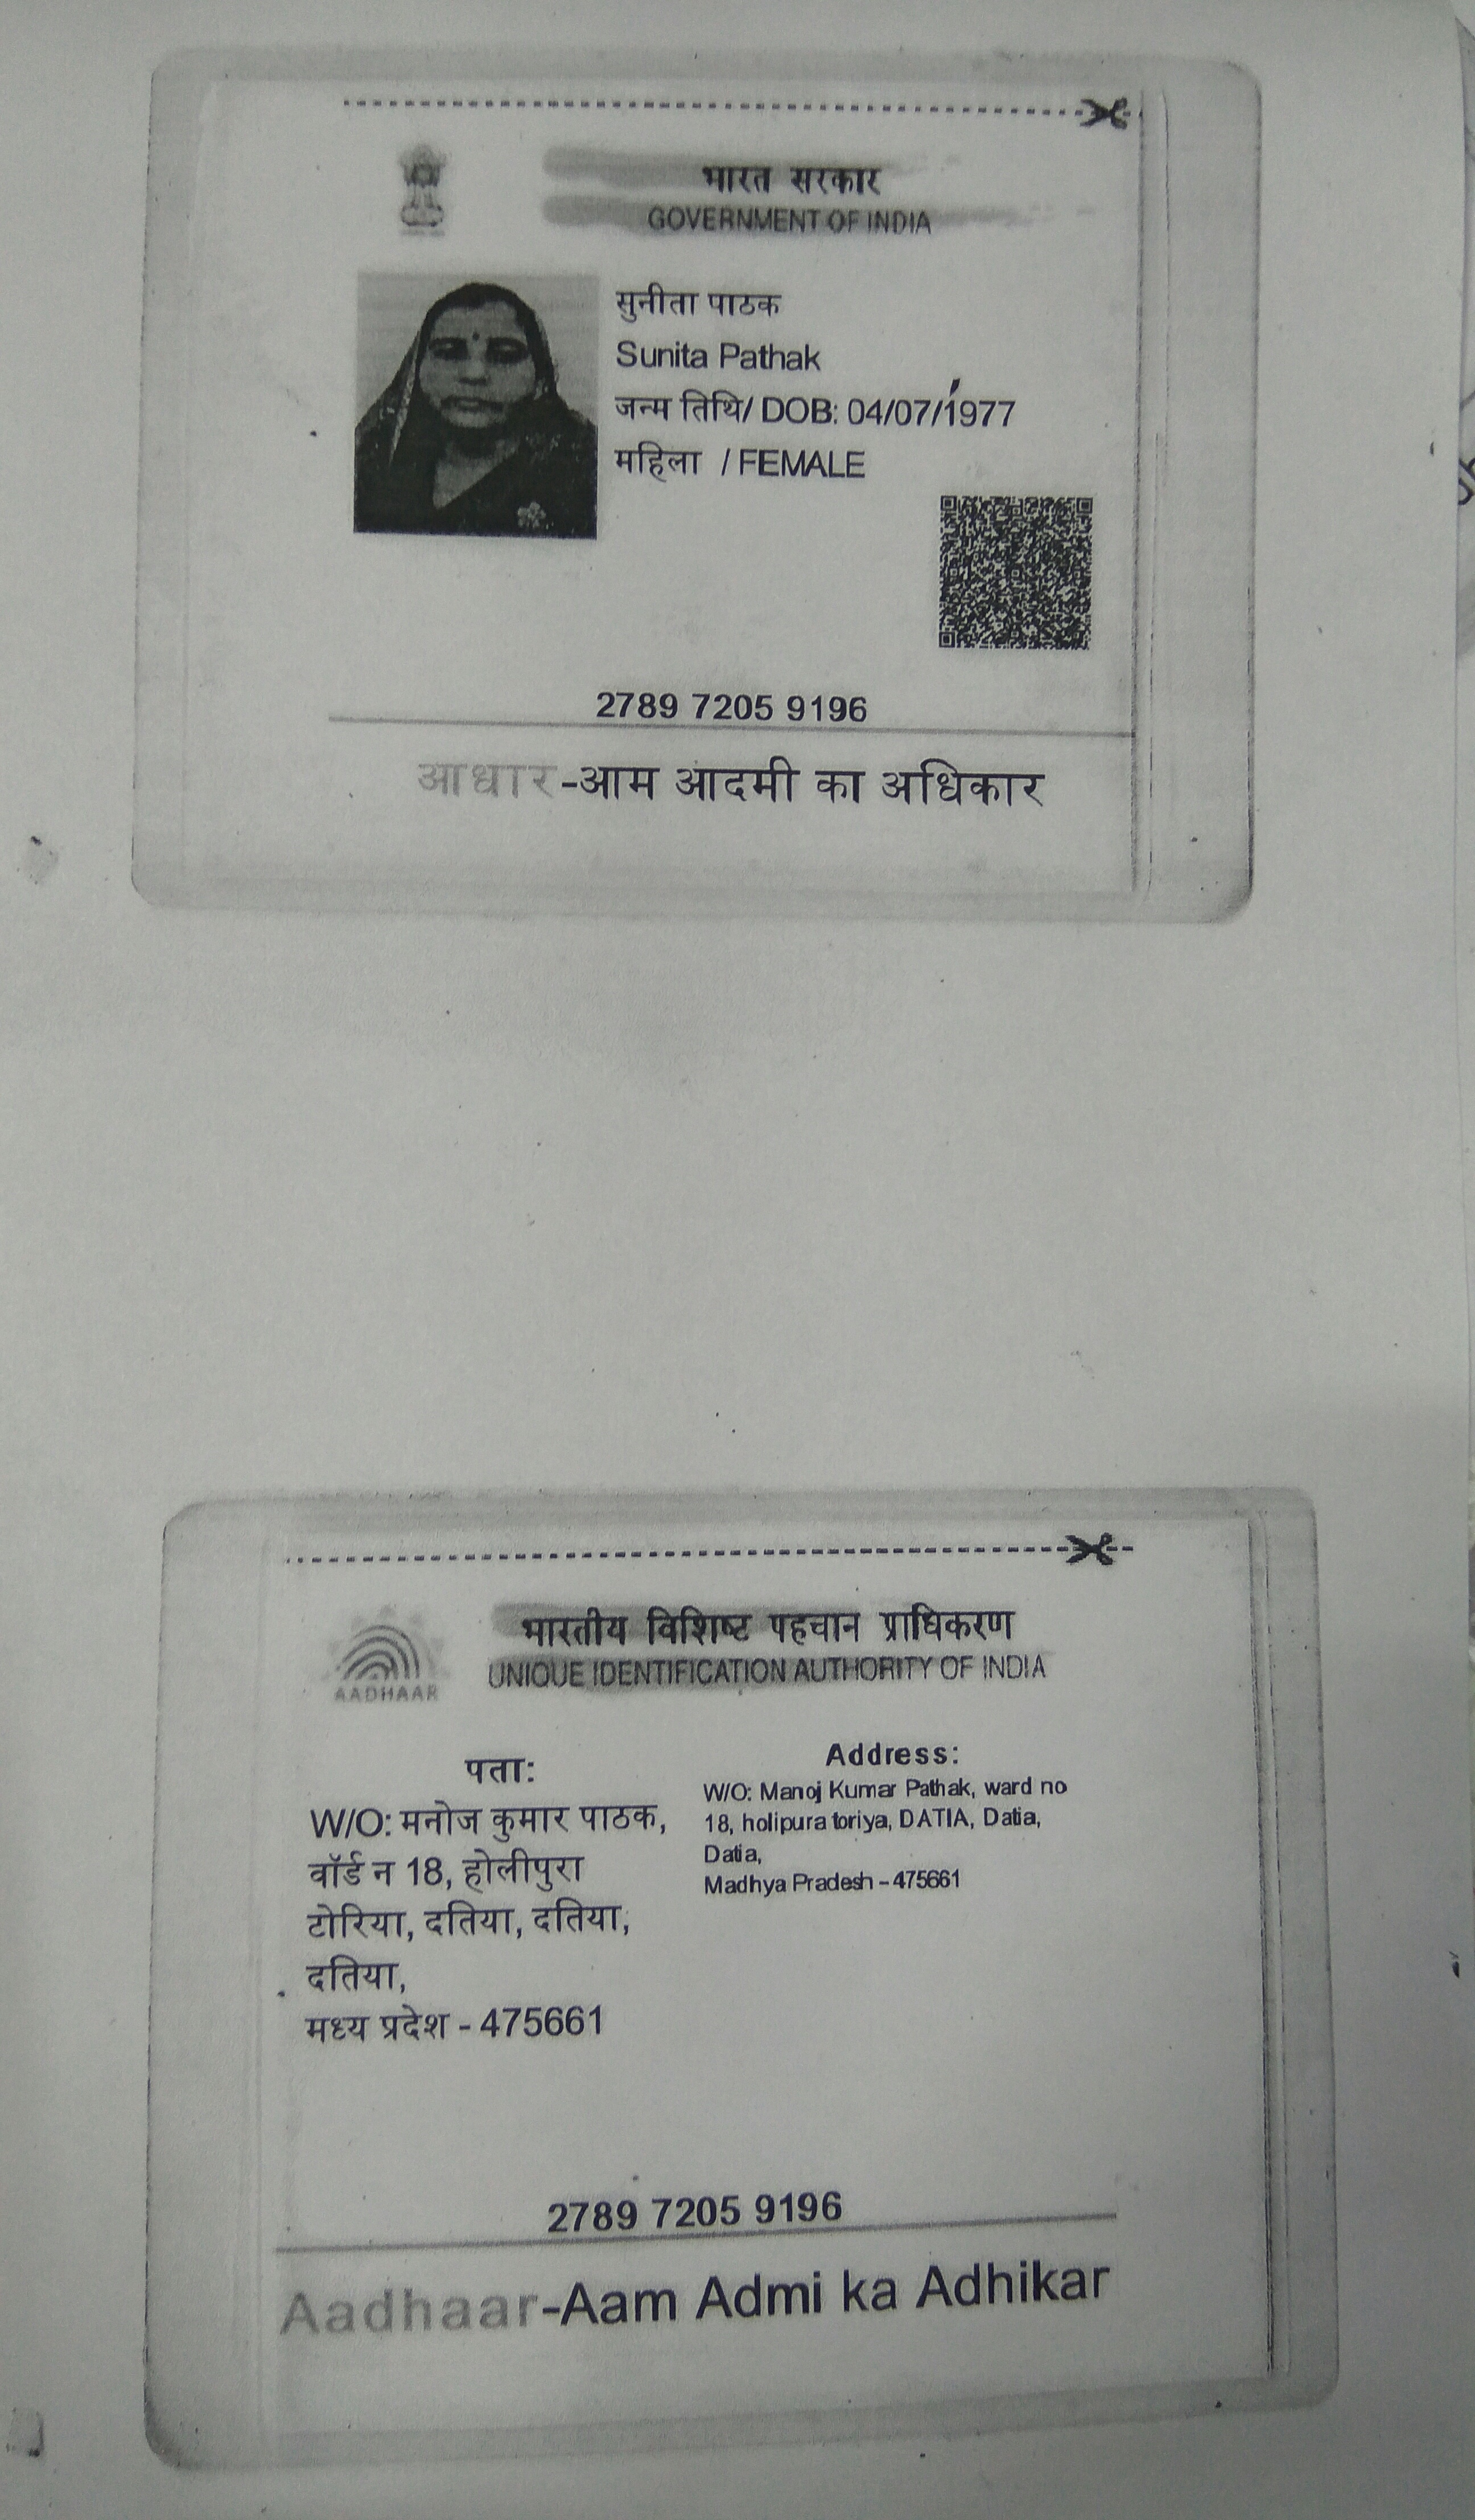 भारत सरकार
GOVERNMENT OF INDIA
सुनीता पाठक
Sunita Pathak
जन्म तिथि/ DOB: 04/07/1977
महिला / FEMALE
2789 7205 9196
आधार-आम आदमी का अधिकार
भारतीय विशिष्ट पहचान प्राधिकरण
UNIQUE IDENTIFICATION AUTHORITY OF INDIA
AADHAAR
पता:
W/O: मनोज कुमार पाठक,
वॉर्ड न 18, होलीपुरा
टोरिया, दतिया, दतिया,
दतिया,
मध्य प्रदेश - 475661
Address:
W/O: Manoj Kumar Pathak, ward no
18, holipura toriya, DATIA, Datia,
Datia,
Madhya Pradesh - 475661
2789 7205 9196
Aadhaar-Aam Admi ka Adhikar